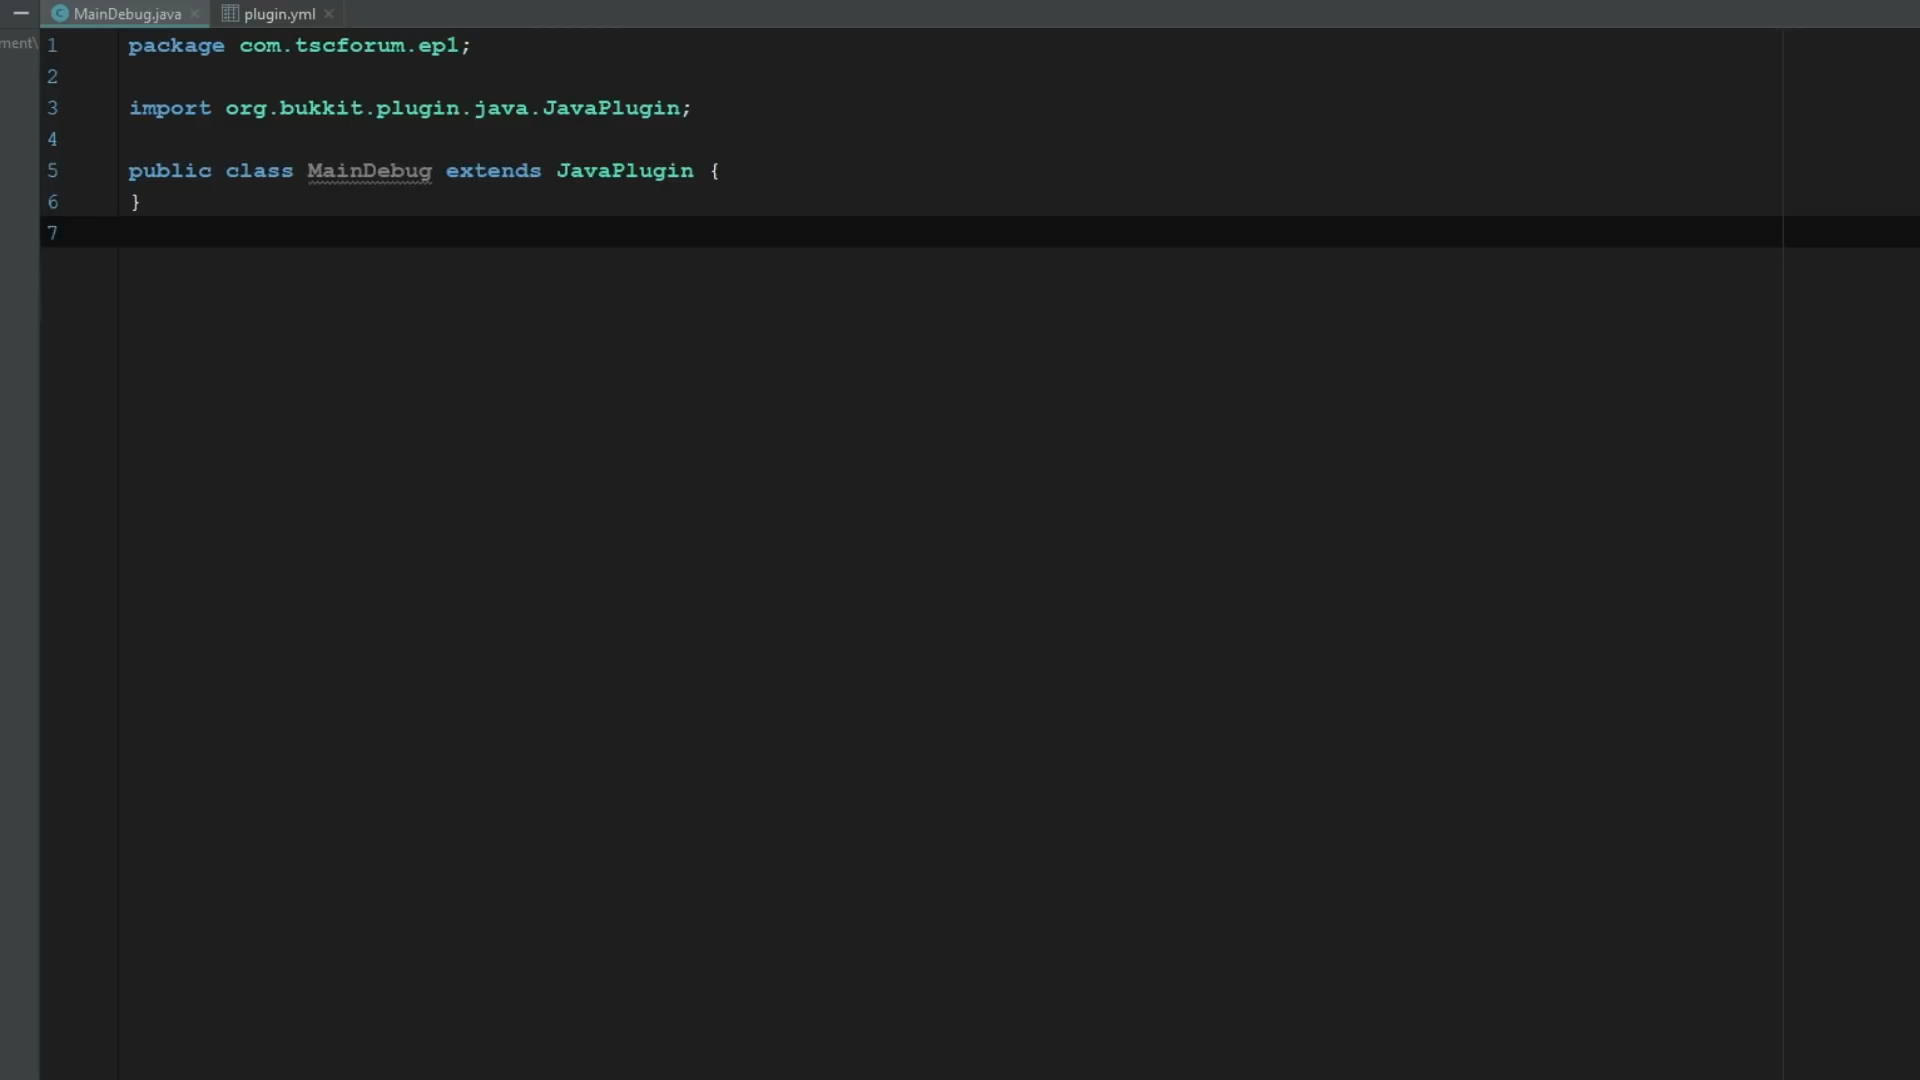 MainDebug.java
plugin.yml
ment\
1 package com.tscforum.ep1;
2
3 import org.bukkit.plugin.java.JavaPlugin;
4
5 public class MainDebug extends JavaPlugin {
6 }
7